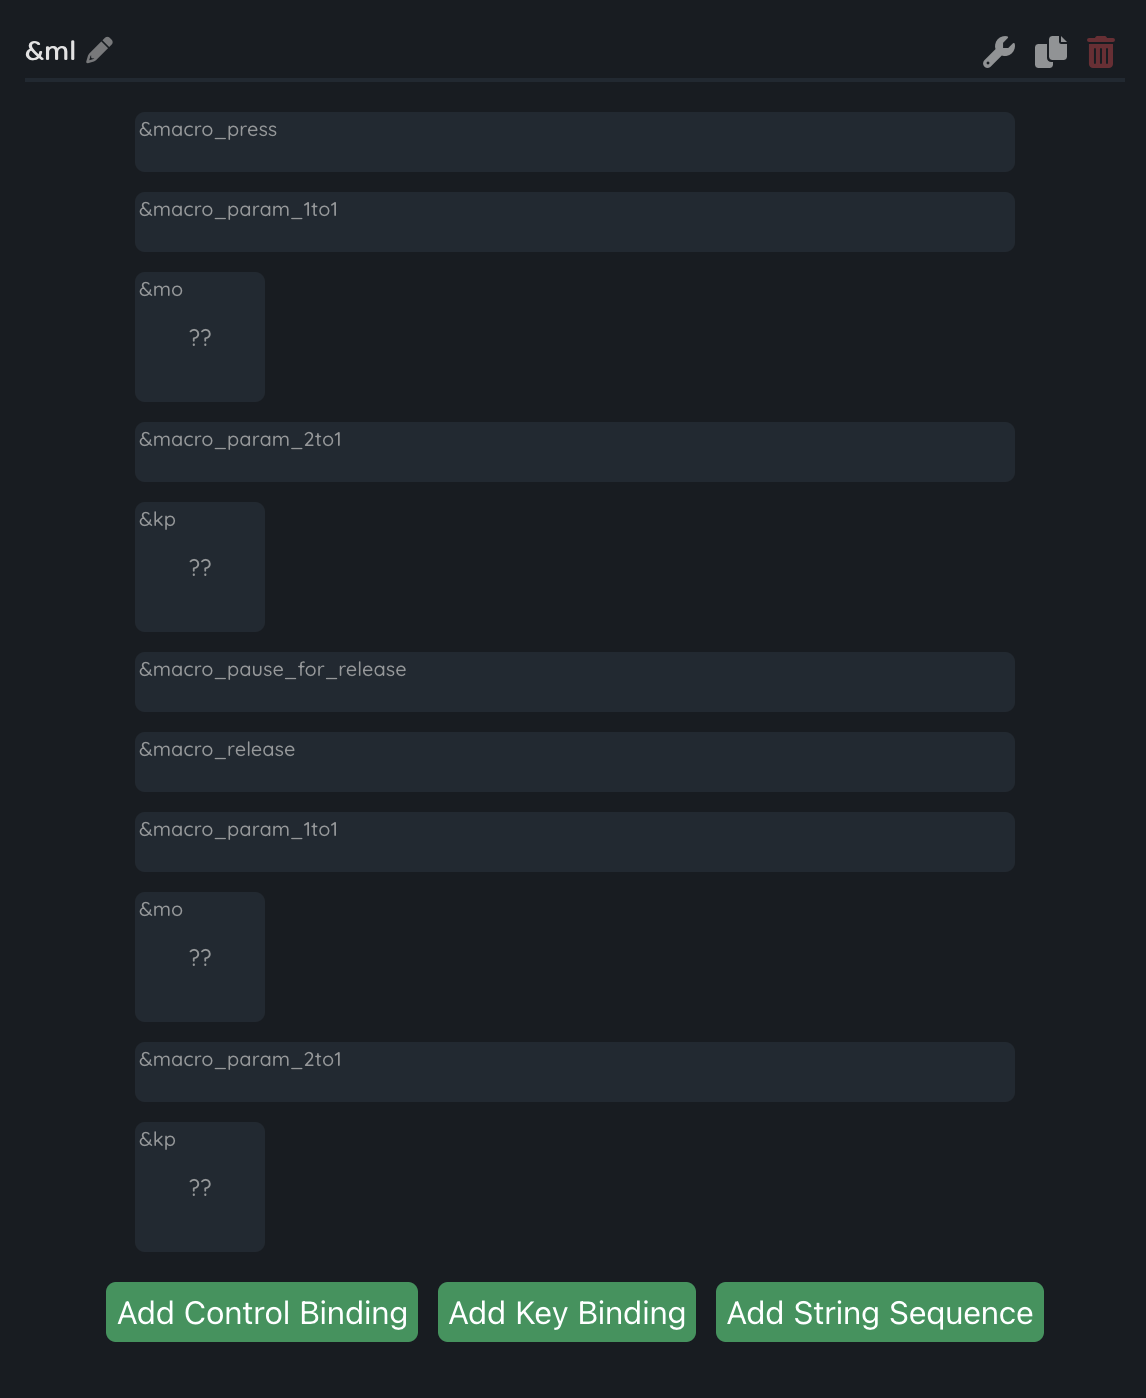 &ml
&macro_press
&macro_param_1to1
&mo
??
&macro_param_2to1
&kp
??
&macro_pause_for_release
&macro_release
&macro_param_1to1
&mo
??
&macro_param_2to1
&kp
??
Add Control Binding Add Key Binding Add String Sequence